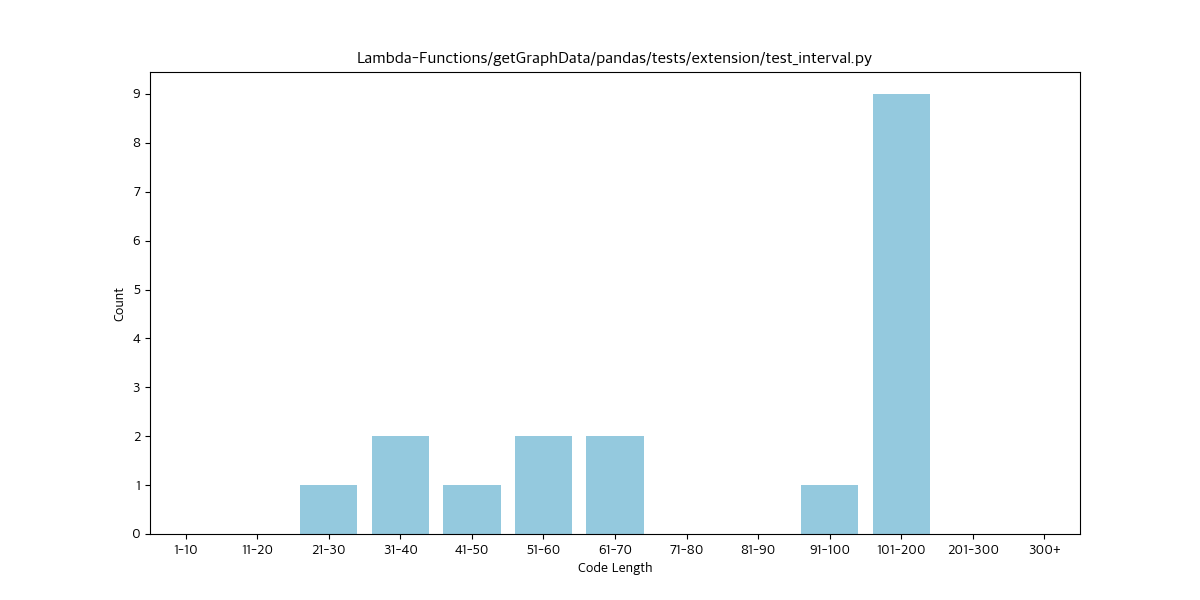 Lambda-Functions/getGraphData/pandas/tests/extension/test_interval.py
9
8
7
6
5
4
3
2
1
0
Count
1-10 11-20 21-30 31-40 41-50 51-60 61-70 71-80 81-90 91-100 101-200 201-300 300+
Code Length